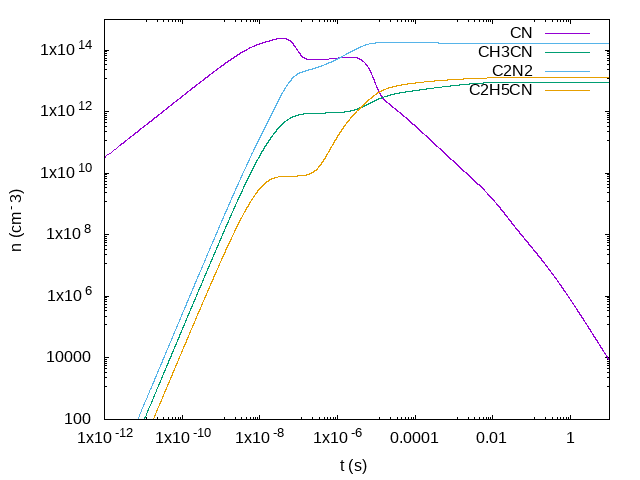 1x10^14
1x10^12
1x10^10
1x10^8
1x10^6
10000
100
n (cm^-3)
CN
CH3CN
C2N2
C2H5CN
1x10^-12 1x10^-10 1x10^-8 1x10^-6 0.0001 0.01 1
t (s)